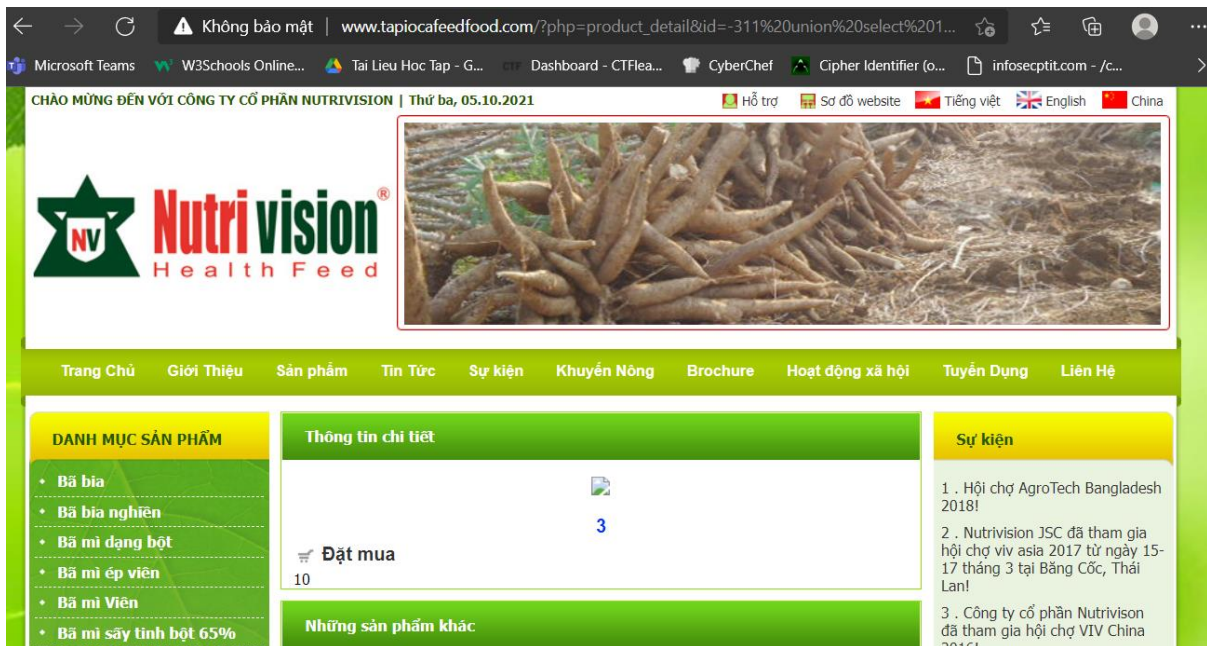 Không bảo mật | www.tapiocafeedfood.com/?php=product_detail&id=-311%20union%20select%201...
Microsoft Teams W3Schools Online... Tai Lieu Hoc Tap - G... CTF Dashboard - CTFlea... CyberChef Cipher Identifier (o... infosecptit.com - /c...
CHÀO MỪNG ĐẾN VỚI CÔNG TY CỔ PHẦN NUTRIVISION | Thứ ba, 05.10.2021 Hỗ trợ Sơ đồ website Tiếng việt English China
NV Nutri vision®
Health Feed
Trang Chủ Giới Thiệu Sản phẩm Tin Tức Sự kiện Khuyến Nông Brochure Hoạt động xã hội Tuyển Dụng Liên Hệ
DANH MỤC SẢN PHẨM
Bã bia
Bã bia nghiền
Bã mì dạng bột
Bã mì ép viên
Bã mì Viên
Bã mì sấy tinh bột 65%
Thông tin chi tiết
3
Đặt mua
10
Những sản phẩm khác
Sự kiện
1 . Hội chợ AgroTech Bangladesh
2018!
2 . Nutrivision JSC đã tham gia
hội chợ viv asia 2017 từ ngày 15-
17 tháng 3 tại Băng Cốc, Thái
Lan!
3 . Công ty cổ phần Nutrivison
đã tham gia hội chợ VIV China
2016!